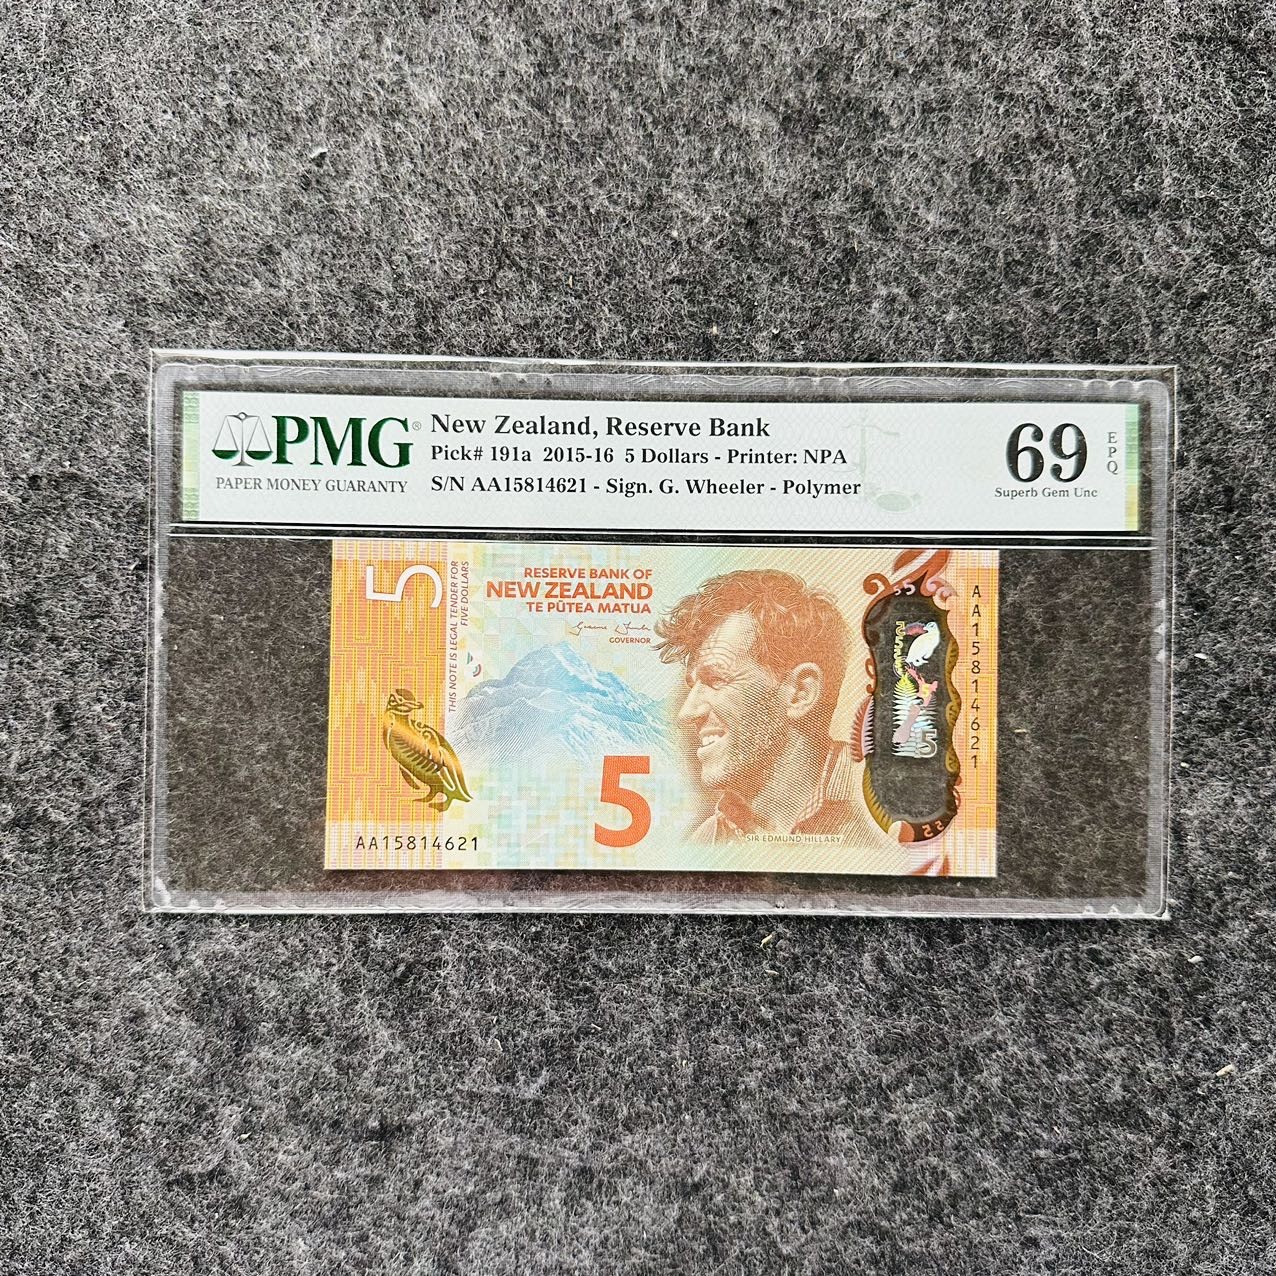 PMG®
PAPER MONEY GUARANTY
New Zealand, Reserve Bank
Pick# 191a 2015-16 5 Dollars - Printer: NPA
S/N AA15814621 - Sign. G. Wheeler - Polymer
69
EPQ
Superb Gem Unc
5
THIS NOTE IS LEGAL TENDER FOR
FIVE DOLLARS
RESERVE BANK OF
NEW ZEALAND
TE PŪTEA MATUA
GOVERNOR
5
SIR EDMUND HILLARY
AA15814621
5
5
AA15814621